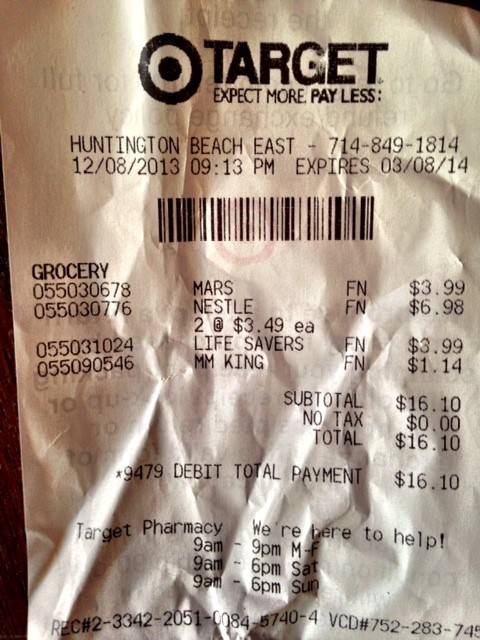 TARGET
EXPECT MORE. PAY LESS:
HUNTINGTON BEACH EAST - 714-849-1814
12/08/2013 09:13 PM EXPIRES 03/08/14
GROCERY
055030678 MARS FN $3.99
055030776 NESTLE FN $6.98
2 @ $3.49 ea
055031024 LIFE SAVERS FN $3.99
055090546 MM KING FN $1.14
SUBTOTAL $16.10
NO TAX $0.00
TOTAL $16.10
*9479 DEBIT TOTAL PAYMENT $16.10
Target Pharmacy We're here to help!
9am - 9pm M-F
9am - 6pm Sat
9am - 6pm Sun
REC#2-3342-2051-0084-5740-4 VCD#752-283-745